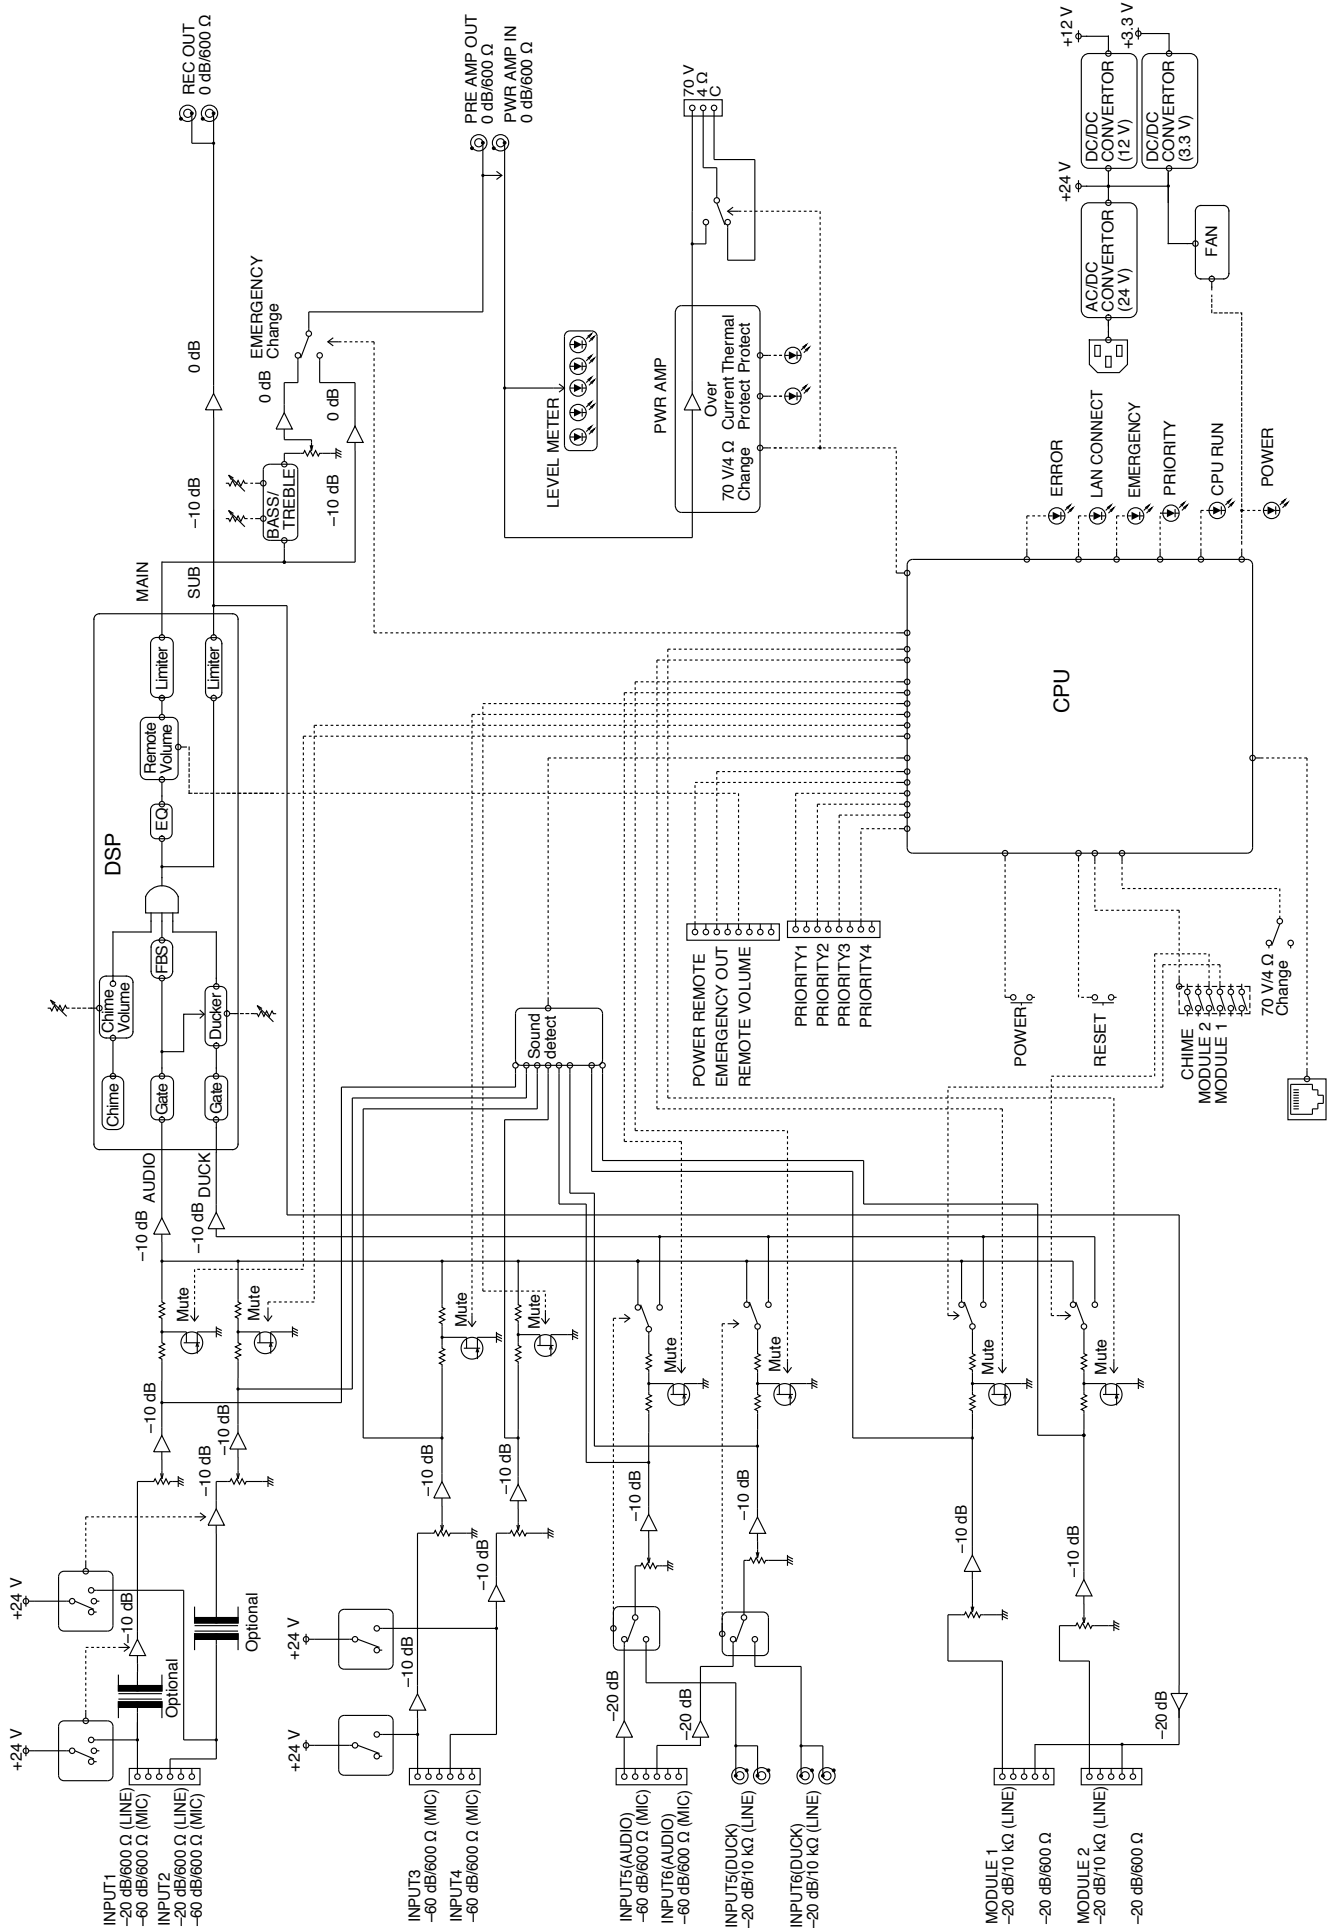 INPUT1
–20 dB/600 Ω (LINE)
–60 dB/600 Ω (MIC)
INPUT2
–20 dB/600 Ω (LINE)
–60 dB/600 Ω (MIC)
INPUT3
–60 dB/600 Ω (MIC)
INPUT4
–60 dB/600 Ω (MIC)
INPUT5(AUDIO)
–60 dB/600 Ω (MIC)
INPUT6(AUDIO)
–60 dB/600 Ω (MIC)
INPUT5(DUCK)
–20 dB/10 kΩ (LINE)
INPUT6(DUCK)
–20 dB/10 kΩ (LINE)
MODULE 1
–20 dB/10 kΩ (LINE)
–20 dB/600 Ω
MODULE 2
–20 dB/10 kΩ (LINE)
–20 dB/600 Ω
+24 V
+24 V
+24 V
+24 V
Optional
Optional
–10 dB
–10 dB
–10 dB
–10 dB
–10 dB
–10 dB
–10 dB
–10 dB
–20 dB
–20 dB
–10 dB
–10 dB
–10 dB
–10 dB
–20 dB
Mute
Mute
Mute
Mute
Mute
Mute
Mute
Mute
–10 dB
AUDIO
–10 dB
DUCK
DSP
Chime
Chime
Volume
Gate
Gate
Ducker
FBS
EQ
Remote
Volume
Limiter
Limiter
MAIN
SUB
–10 dB
0 dB
BASS/
TREBLE
–10 dB
0 dB
0 dB
EMERGENCY
Change
REC OUT
0 dB/600 Ω
PRE AMP OUT
0 dB/600 Ω
PWR AMP IN
0 dB/600 Ω
LEVEL METER
PWR AMP
70 V/4 Ω
Change
Over
Current
Protect
Thermal
Protect
70 V
4 Ω
C
Sound
detect
POWER REMOTE
EMERGENCY OUT
REMOTE VOLUME
PRIORITY1
PRIORITY2
PRIORITY3
PRIORITY4
POWER
RESET
CHIME
MODULE 2
MODULE 1
70 V/4 Ω
Change
CPU
ERROR
LAN CONNECT
EMERGENCY
PRIORITY
CPU RUN
POWER
AC/DC
CONVERTOR
(24 V)
+24 V
DC/DC
CONVERTOR
(12 V)
+12 V
DC/DC
CONVERTOR
(3.3 V)
+3.3 V
FAN